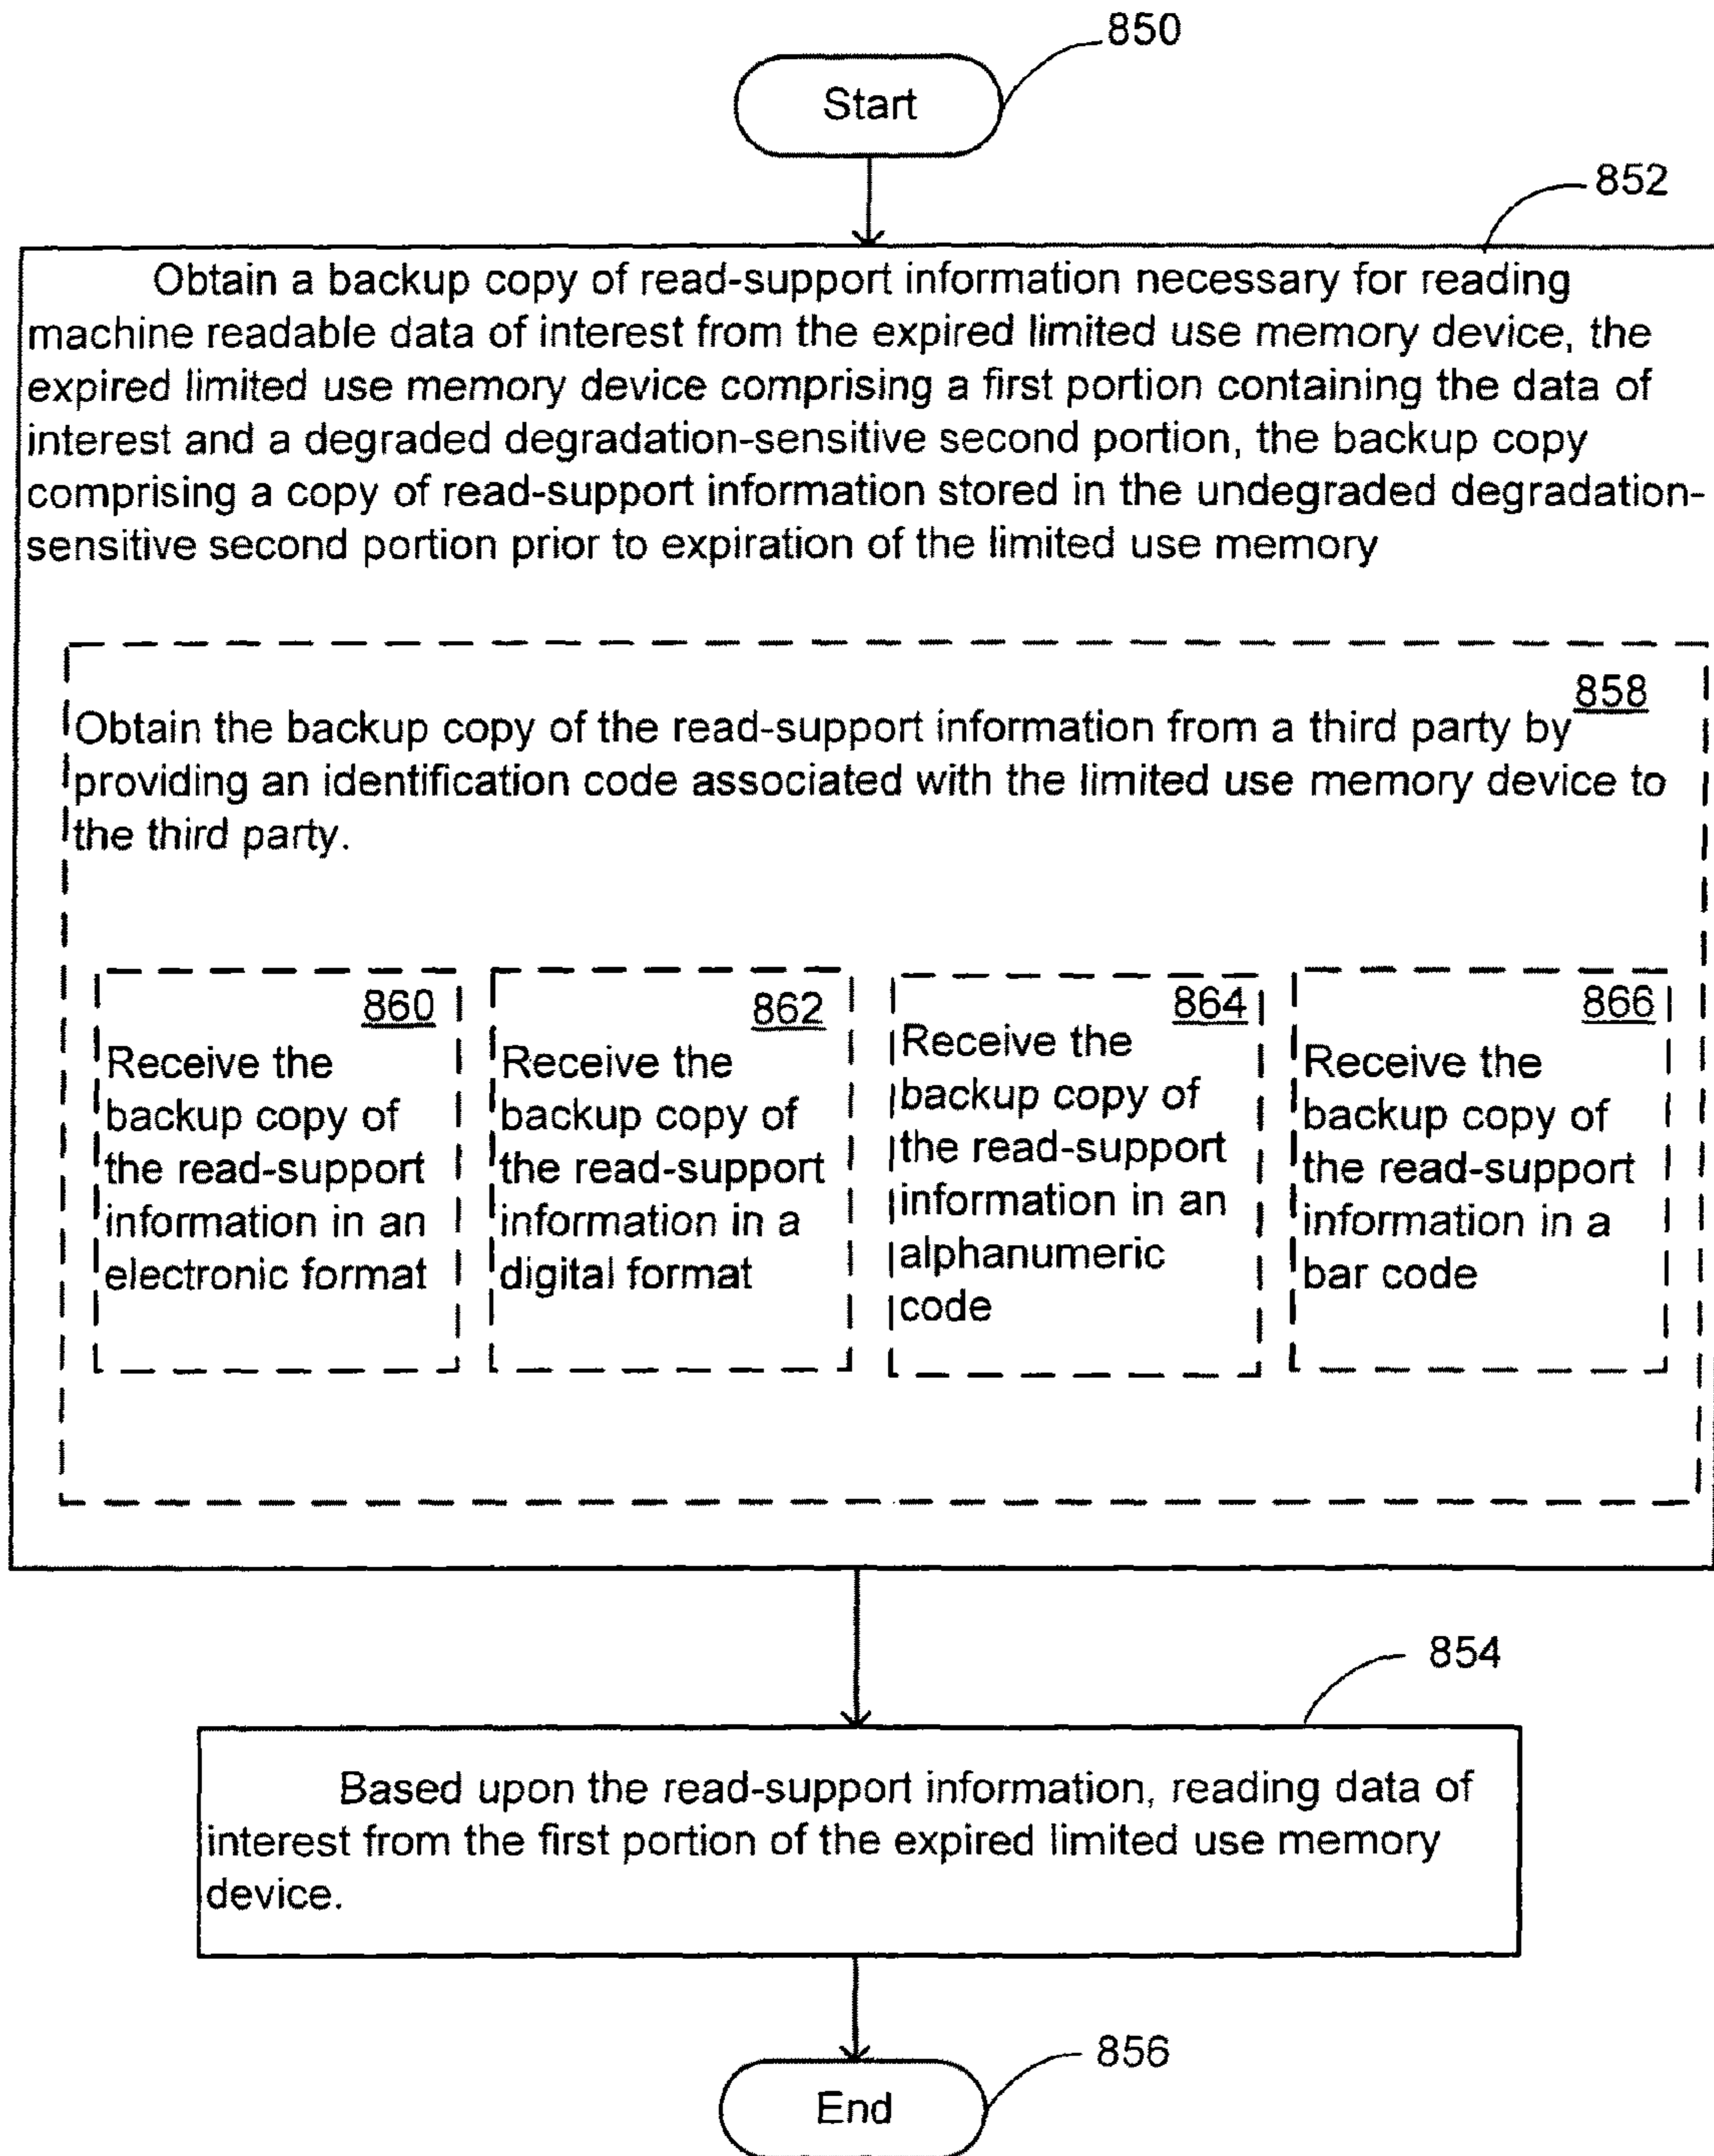 850
Start
852
Obtain a backup copy of read-support information necessary for reading
machine readable data of interest from the expired limited use memory device, the
expired limited use memory device comprising a first portion containing the data of
interest and a degraded degradation-sensitive second portion, the backup copy
comprising a copy of read-support information stored in the undegraded degradation-
sensitive second portion prior to expiration of the limited use memory
858
Obtain the backup copy of the read-support information from a third party by
providing an identification code associated with the limited use memory device to
the third party.
860
Receive the
backup copy of
the read-support
information in an
electronic format
862
Receive the
backup copy of
the read-support
information in a
digital format
864
Receive the
backup copy of
the read-support
information in an
alphanumeric
code
866
Receive the
backup copy of
the read-support
information in a
bar code
854
Based upon the read-support information, reading data of
interest from the first portion of the expired limited use memory
device.
856
End